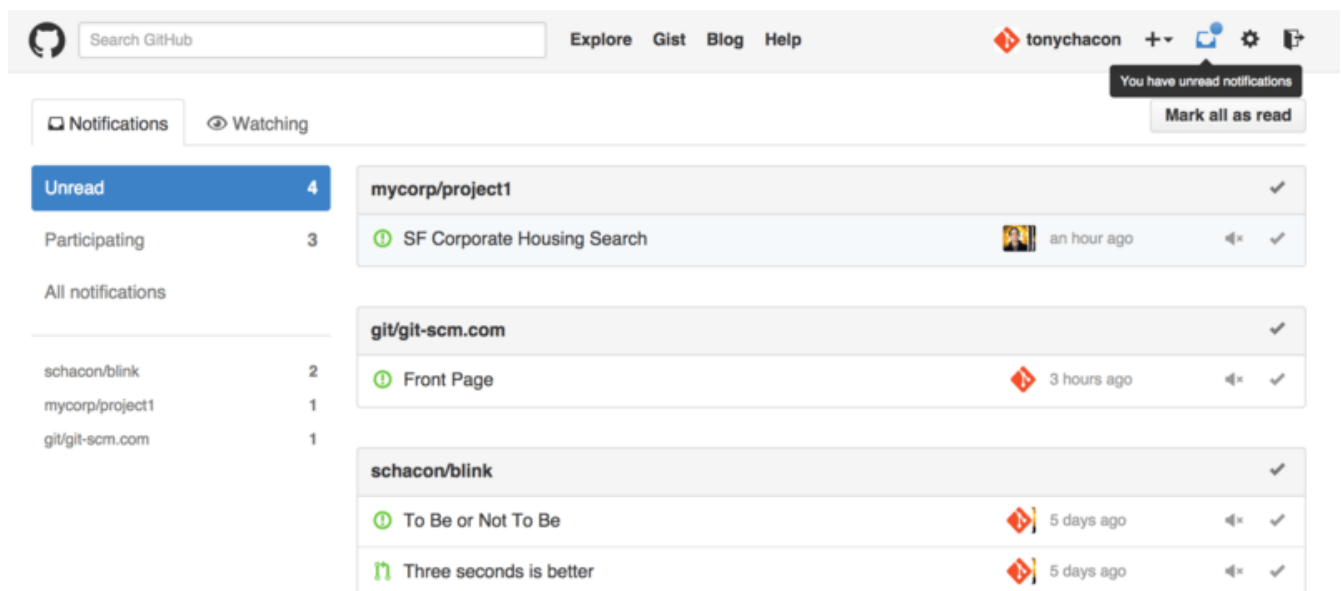 Search GitHub Explore Gist Blog Help tonychacon
You have unread notifications
Notifications Watching Mark all as read
Unread 4
Participating 3
All notifications
schacon/blink 2
mycorp/project1 1
git/git-scm.com 1
mycorp/project1
SF Corporate Housing Search an hour ago
git/git-scm.com
Front Page 3 hours ago
schacon/blink
To Be or Not To Be 5 days ago
Three seconds is better 5 days ago